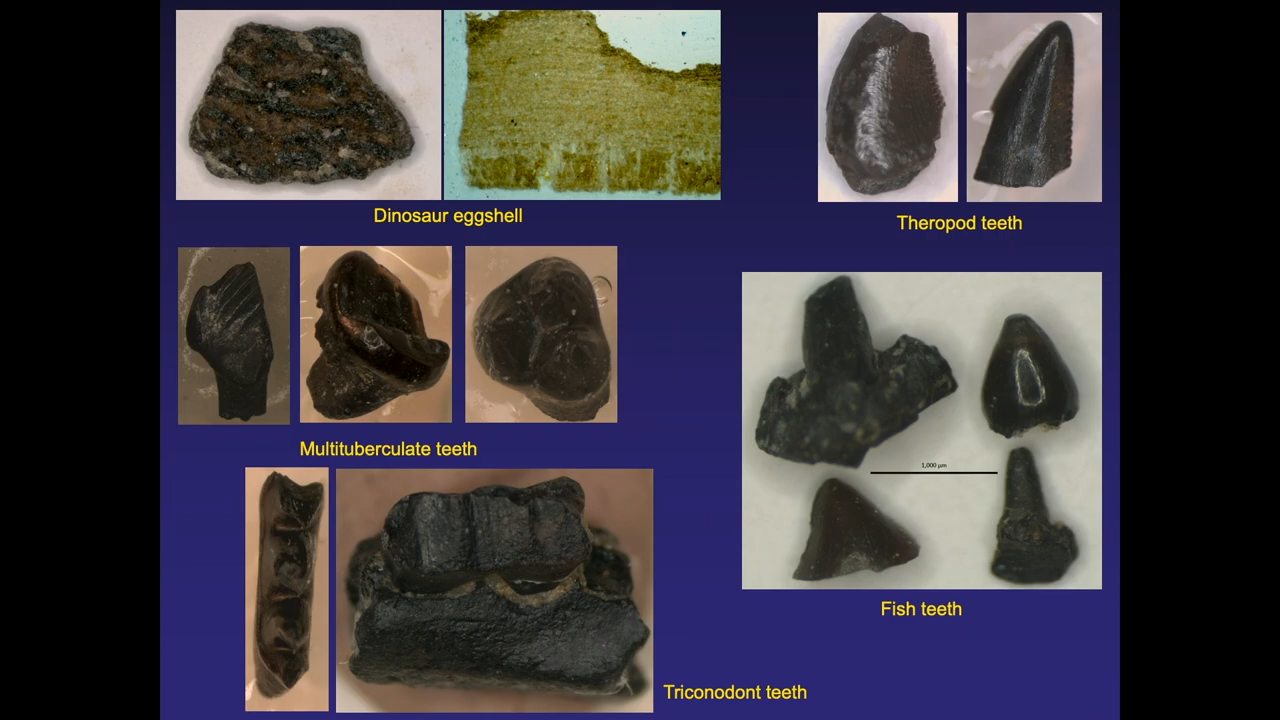 Dinosaur eggshell
Theropod teeth
Multituberculate teeth
1,000 µm
Fish teeth
Triconodont teeth